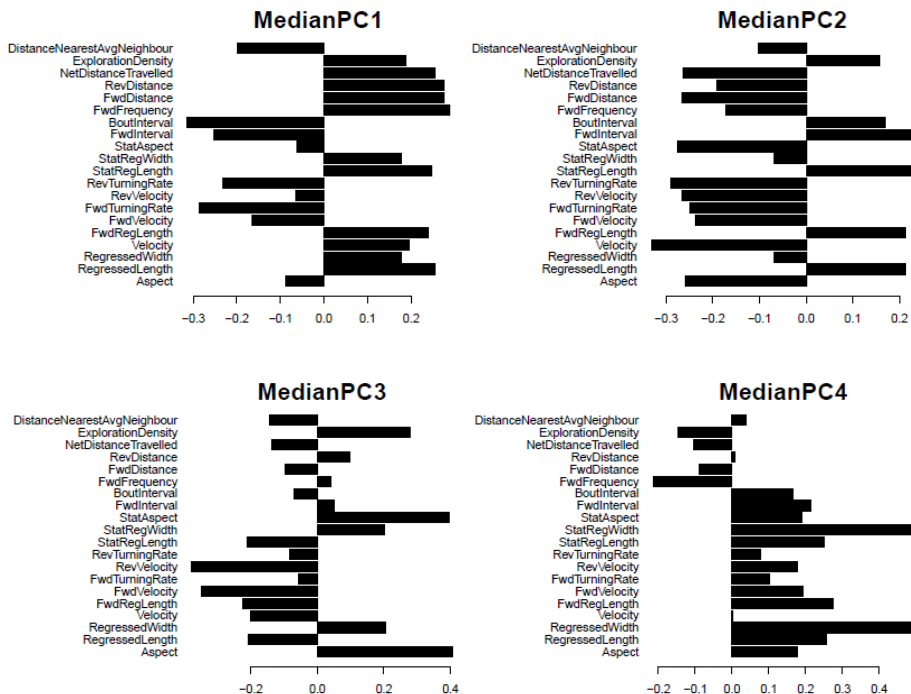 MedianPC1
DistanceNearestAvgNeighbour
ExplorationDensity
NetDistanceTravelled
RevDistance
FwdDistance
FwdFrequency
BoutInterval
FwdInterval
StatAspect
StatRegWidth
StatRegLength
RevTurningRate
RevVelocity
FwdTurningRate
FwdVelocity
FwdRegLength
Velocity
RegressedWidth
RegressedLength
Aspect
−0.3 −0.2 −0.1 0.0 0.1 0.2
MedianPC2
DistanceNearestAvgNeighbour
ExplorationDensity
NetDistanceTravelled
RevDistance
FwdDistance
FwdFrequency
BoutInterval
FwdInterval
StatAspect
StatRegWidth
StatRegLength
RevTurningRate
RevVelocity
FwdTurningRate
FwdVelocity
FwdRegLength
Velocity
RegressedWidth
RegressedLength
Aspect
−0.3 −0.2 −0.1 0.0 0.1 0.2
MedianPC3
DistanceNearestAvgNeighbour
ExplorationDensity
NetDistanceTravelled
RevDistance
FwdDistance
FwdFrequency
BoutInterval
FwdInterval
StatAspect
StatRegWidth
StatRegLength
RevTurningRate
RevVelocity
FwdTurningRate
FwdVelocity
FwdRegLength
Velocity
RegressedWidth
RegressedLength
Aspect
−0.2 0.0 0.2 0.4
MedianPC4
DistanceNearestAvgNeighbour
ExplorationDensity
NetDistanceTravelled
RevDistance
FwdDistance
FwdFrequency
BoutInterval
FwdInterval
StatAspect
StatRegWidth
StatRegLength
RevTurningRate
RevVelocity
FwdTurningRate
FwdVelocity
FwdRegLength
Velocity
RegressedWidth
RegressedLength
Aspect
−0.2 −0.1 0.0 0.1 0.2 0.3 0.4